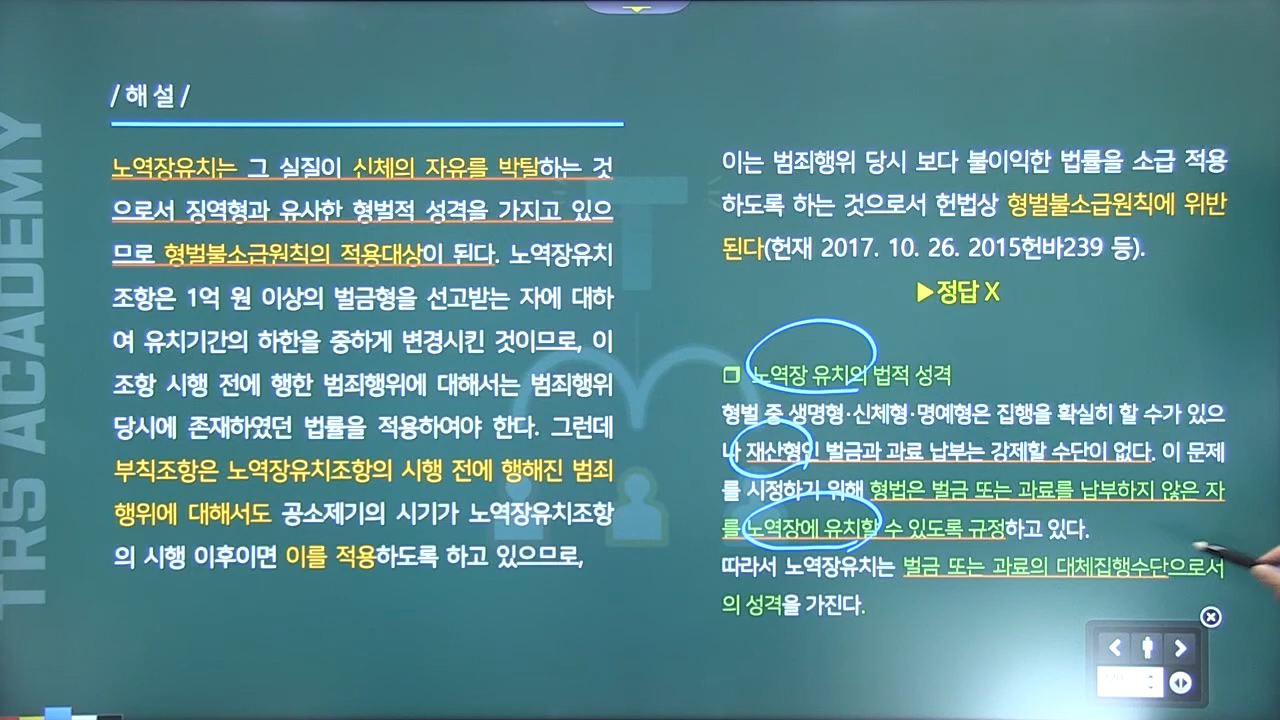 TRS ACADEMY
/ 해 설 /
노역장유치는 그 실질이 신체의 자유를 박탈하는 것
으로서 징역형과 유사한 형벌적 성격을 가지고 있으
므로 형벌불소급원칙의 적용대상이 된다. 노역장유치
조항은 1억 원 이상의 벌금형을 선고받는 자에 대하
여 유치기간의 하한을 중하게 변경시킨 것이므로, 이
조항 시행 전에 행한 범죄행위에 대해서는 범죄행위
당시에 존재하였던 법률을 적용하여야 한다. 그런데
부칙조항은 노역장유치조항의 시행 전에 행해진 범죄
행위에 대해서도 공소제기의 시기가 노역장유치조항
의 시행 이후이면 이를 적용하도록 하고 있으므로,
이는 범죄행위 당시 보다 불이익한 법률을 소급 적용
하도록 하는 것으로서 헌법상 형벌불소급원칙에 위반
된다(헌재 2017. 10. 26. 2015헌바239 등).
▶정답 X
❐ 노역장 유치의 법적 성격
형벌 중 생명형·신체형·명예형은 집행을 확실히 할 수가 있으
나 재산형인 벌금과 과료 납부는 강제할 수단이 없다. 이 문제
를 시정하기 위해 형법은 벌금 또는 과료를 납부하지 않은 자
를 노역장에 유치할 수 있도록 규정하고 있다.
따라서 노역장유치는 벌금 또는 과료의 대체집행수단으로서
의 성격을 가진다.